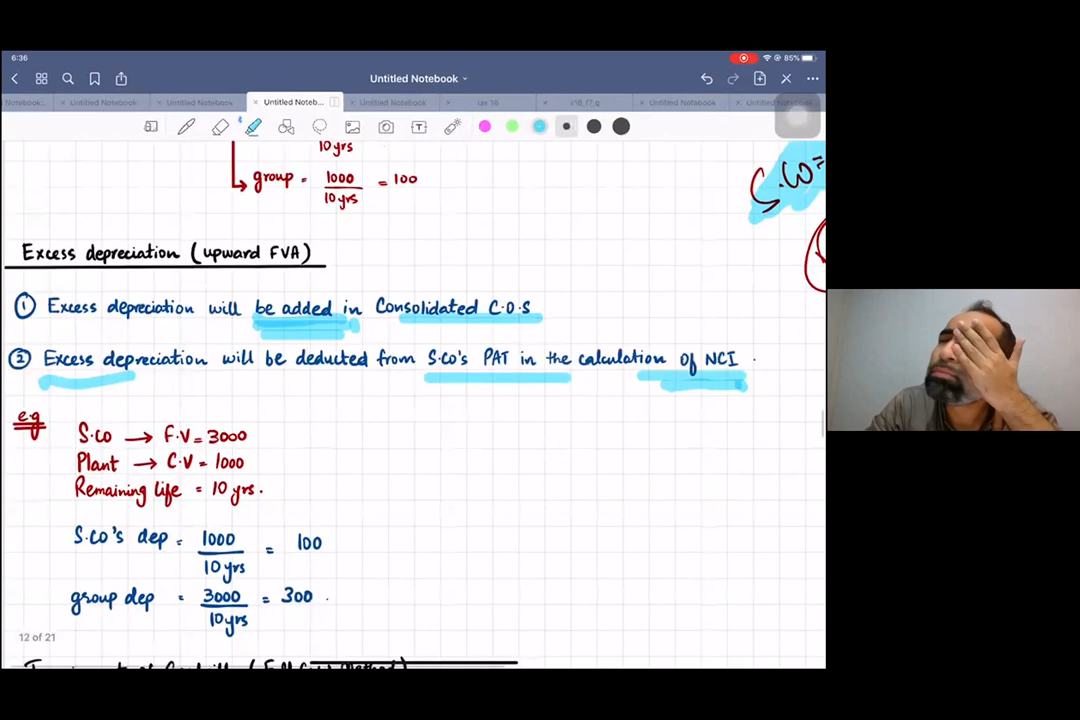 6:36
85%
Untitled Notebook
Notebook...
Untitled Notebook
Untitled Notebook
Untitled Noteb...
Untitled Notebook
ias 16
Untitled Notebook
10 yrs
group = 1000 / 10 yrs = 100
S.CO =
Excess depreciation (upward FVA)
① Excess depreciation will be added in Consolidated C.O.S
② Excess depreciation will be deducted from S.CO's PAT in the calculation of NCI.
e.g
S.CO → F.V = 3000
Plant → C.V = 1000
Remaining life = 10 yrs.
S.CO's dep = 1000 / 10 yrs = 100
group dep = 3000 / 10 yrs = 300
12 of 21